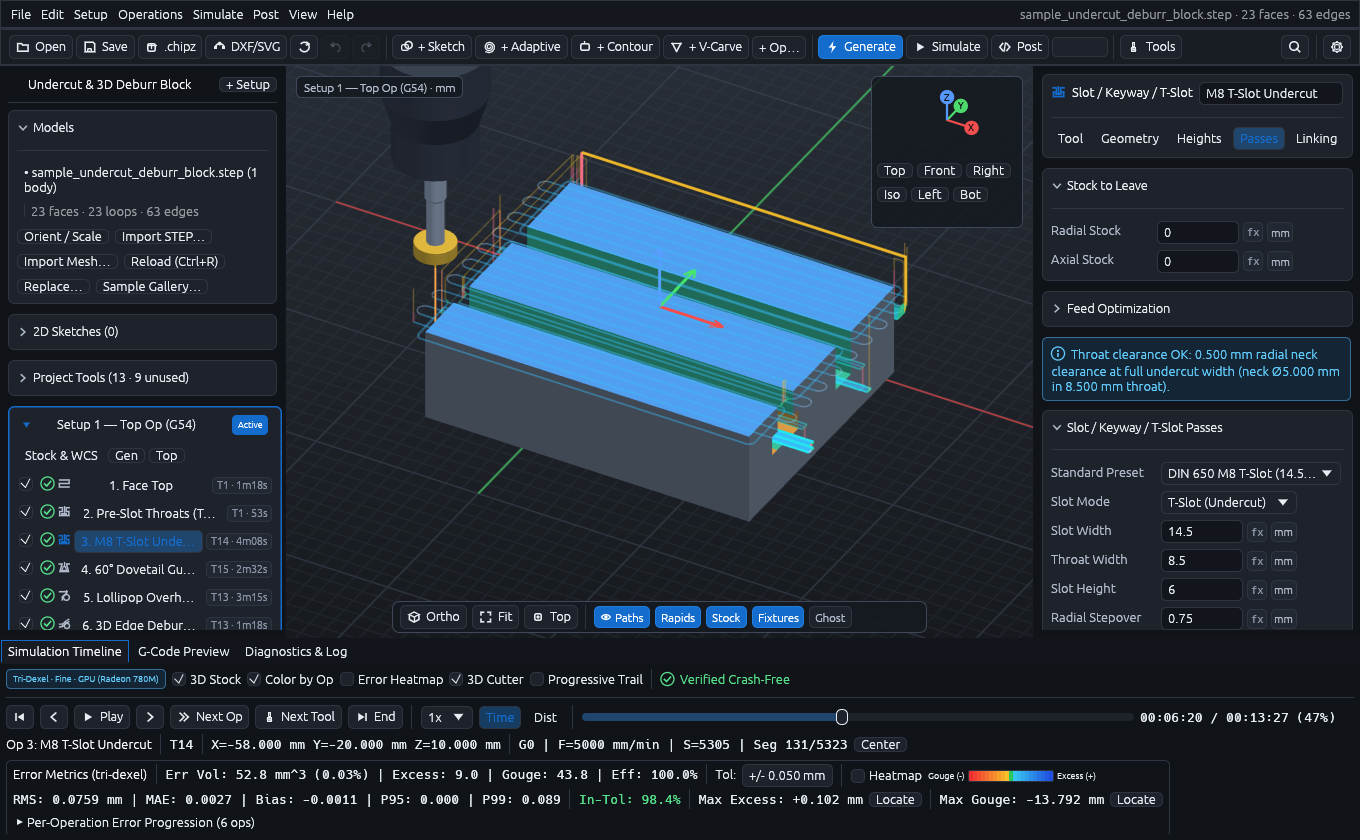 File Edit Setup Operations Simulate Post View Help
sample_undercut_deburr_block.step · 23 faces · 63 edges
Open Save .chipz DXF/SVG + Sketch + Adaptive + Contour + V-Carve + Op… Generate Simulate Post Tools
Undercut & 3D Deburr Block
+ Setup
Models
• sample_undercut_deburr_block.step (1
body)
23 faces · 23 loops · 63 edges
Orient / Scale Import STEP…
Import Mesh… Reload (Ctrl+R)
Replace… Sample Gallery…
2D Sketches (0)
Project Tools (13 · 9 unused)
Setup 1 — Top Op (G54) Active
Stock & WCS Gen Top
1. Face Top T1 · 1m18s
2. Pre-Slot Throats (T… T1 · 53s
3. M8 T-Slot Unde… T14 · 4m08s
4. 60° Dovetail Gu… T15 · 2m32s
5. Lollipop Overh… T13 · 3m15s
6. 3D Edge Debur… T13 · 1m18s
Setup 1 — Top Op (G54) · mm
Z
Y
X
Top Front Right
Iso Left Bot
Ortho Fit Top Paths Rapids Stock Fixtures Ghost
Slot / Keyway / T-Slot M8 T-Slot Undercut
Tool Geometry Heights Passes Linking
Stock to Leave
Radial Stock 0 fx mm
Axial Stock 0 fx mm
Feed Optimization
Throat clearance OK: 0.500 mm radial neck
clearance at full undercut width (neck Ø5.000 mm
in 8.500 mm throat).
Slot / Keyway / T-Slot Passes
Standard Preset DIN 650 M8 T-Slot (14.5…
Slot Mode T-Slot (Undercut)
Slot Width 14.5 fx mm
Throat Width 8.5 fx mm
Slot Height 6 fx mm
Radial Stepover 0.75 fx mm
Simulation Timeline G-Code Preview Diagnostics & Log
Tri-Dexel · Fine · GPU (Radeon 780M) 3D Stock Color by Op Error Heatmap 3D Cutter Progressive Trail Verified Crash-Free
Play Next Op Next Tool End 1x Time Dist 00:06:20 / 00:13:27 (47%)
Op 3: M8 T-Slot Undercut T14 X=-58.000 mm Y=-20.000 mm Z=10.000 mm G0 | F=5000 mm/min | S=5305 | Seg 131/5323 Center
Error Metrics (tri-dexel) Err Vol: 52.8 mm^3 (0.03%) | Excess: 9.0 | Gouge: 43.8 | Eff: 100.0% Tol: +/- 0.050 mm Heatmap Gouge (-) Excess (+)
RMS: 0.0759 mm | MAE: 0.0027 | Bias: -0.0011 | P95: 0.000 | P99: 0.089 In-Tol: 98.4% Max Excess: +0.102 mm Locate Max Gouge: -13.792 mm Locate
Per-Operation Error Progression (6 ops)